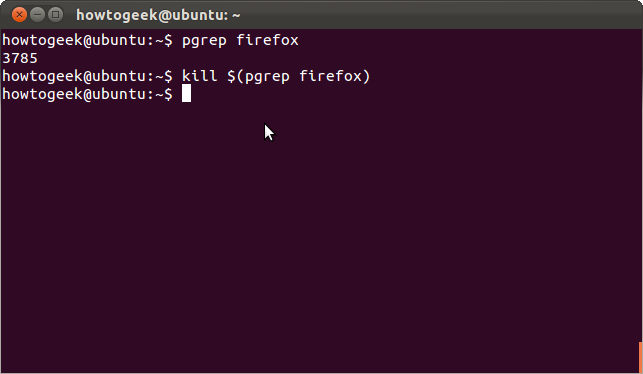 howtogeek@ubuntu: ~
howtogeek@ubuntu:~$ pgrep firefox
3785
howtogeek@ubuntu:~$ kill $(pgrep firefox)
howtogeek@ubuntu:~$